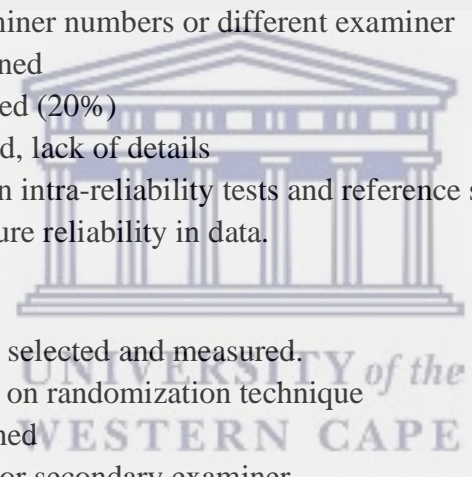 miner numbers or different examiner
ned
ed (20%)
d, lack of details
n intra-reliability tests and reference s
ure reliability in data.
selected and measured.
UNIVERSITY of the
on randomization technique
ned
WESTERN CAPE
or secondary examiner